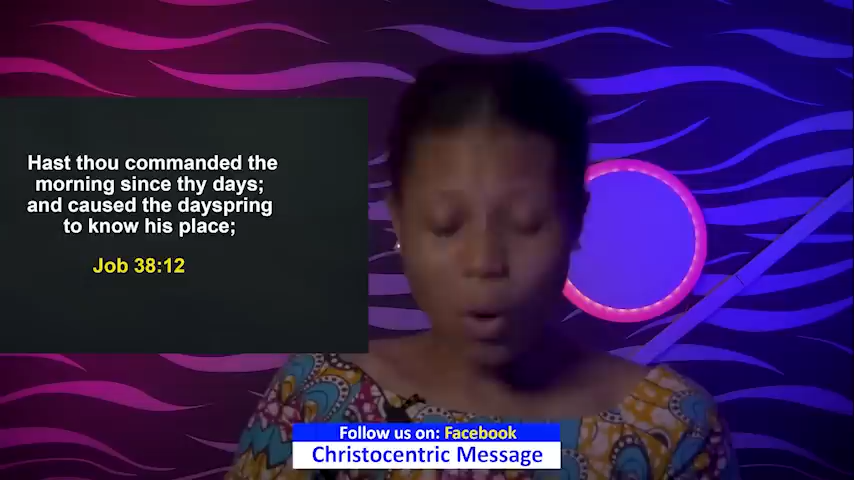 Hast thou commanded the
morning since thy days;
and caused the dayspring
to know his place;
Job 38:12
Follow us on: Facebook
Christocentric Message